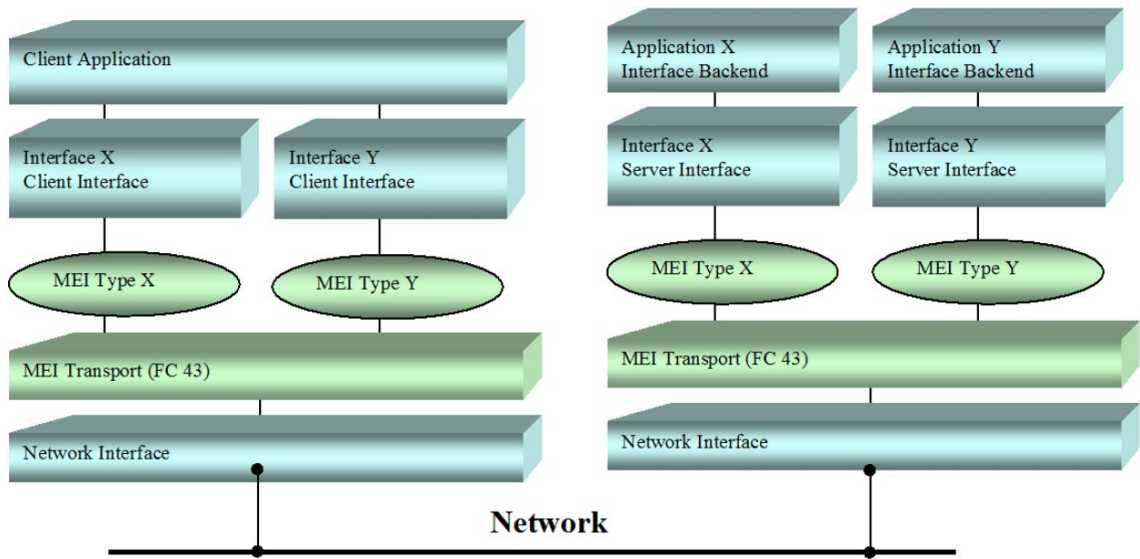 Client Application
Interface X
Client Interface
Interface Y
Client Interface
MEI Type X
MEI Type Y
MEI Transport (FC 43)
Network Interface
Application X
Interface Backend
Application Y
Interface Backend
Interface X
Server Interface
Interface Y
Server Interface
MEI Type X
MEI Type Y
MEI Transport (FC 43)
Network Interface
Network